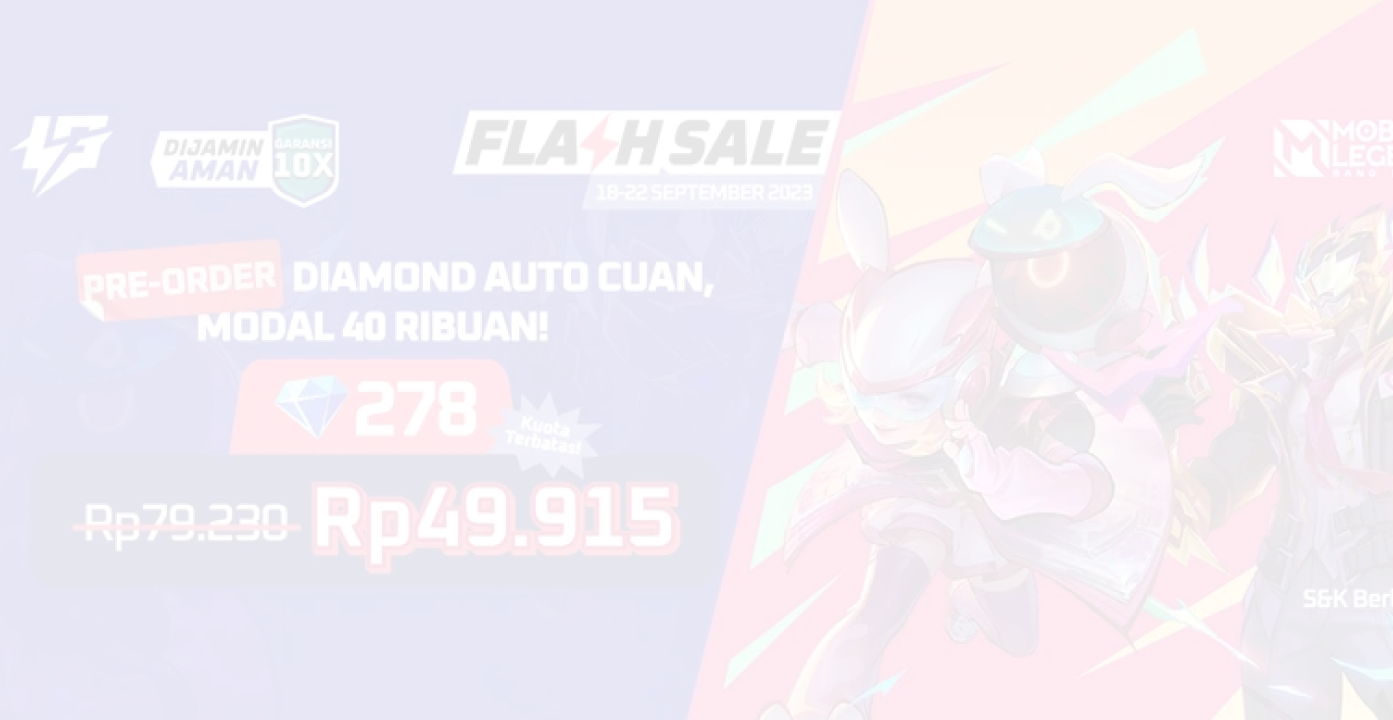 DIJAMIN
AMAN
GARANSI
10X
FLASH SALE
18-22 SEPTEMBER 2023
PRE-ORDER DIAMOND AUTO CUAN,
MODAL 40 RIBUAN!
278
Kuota
Terbatas!
Rp79.230 Rp49.915
S&K